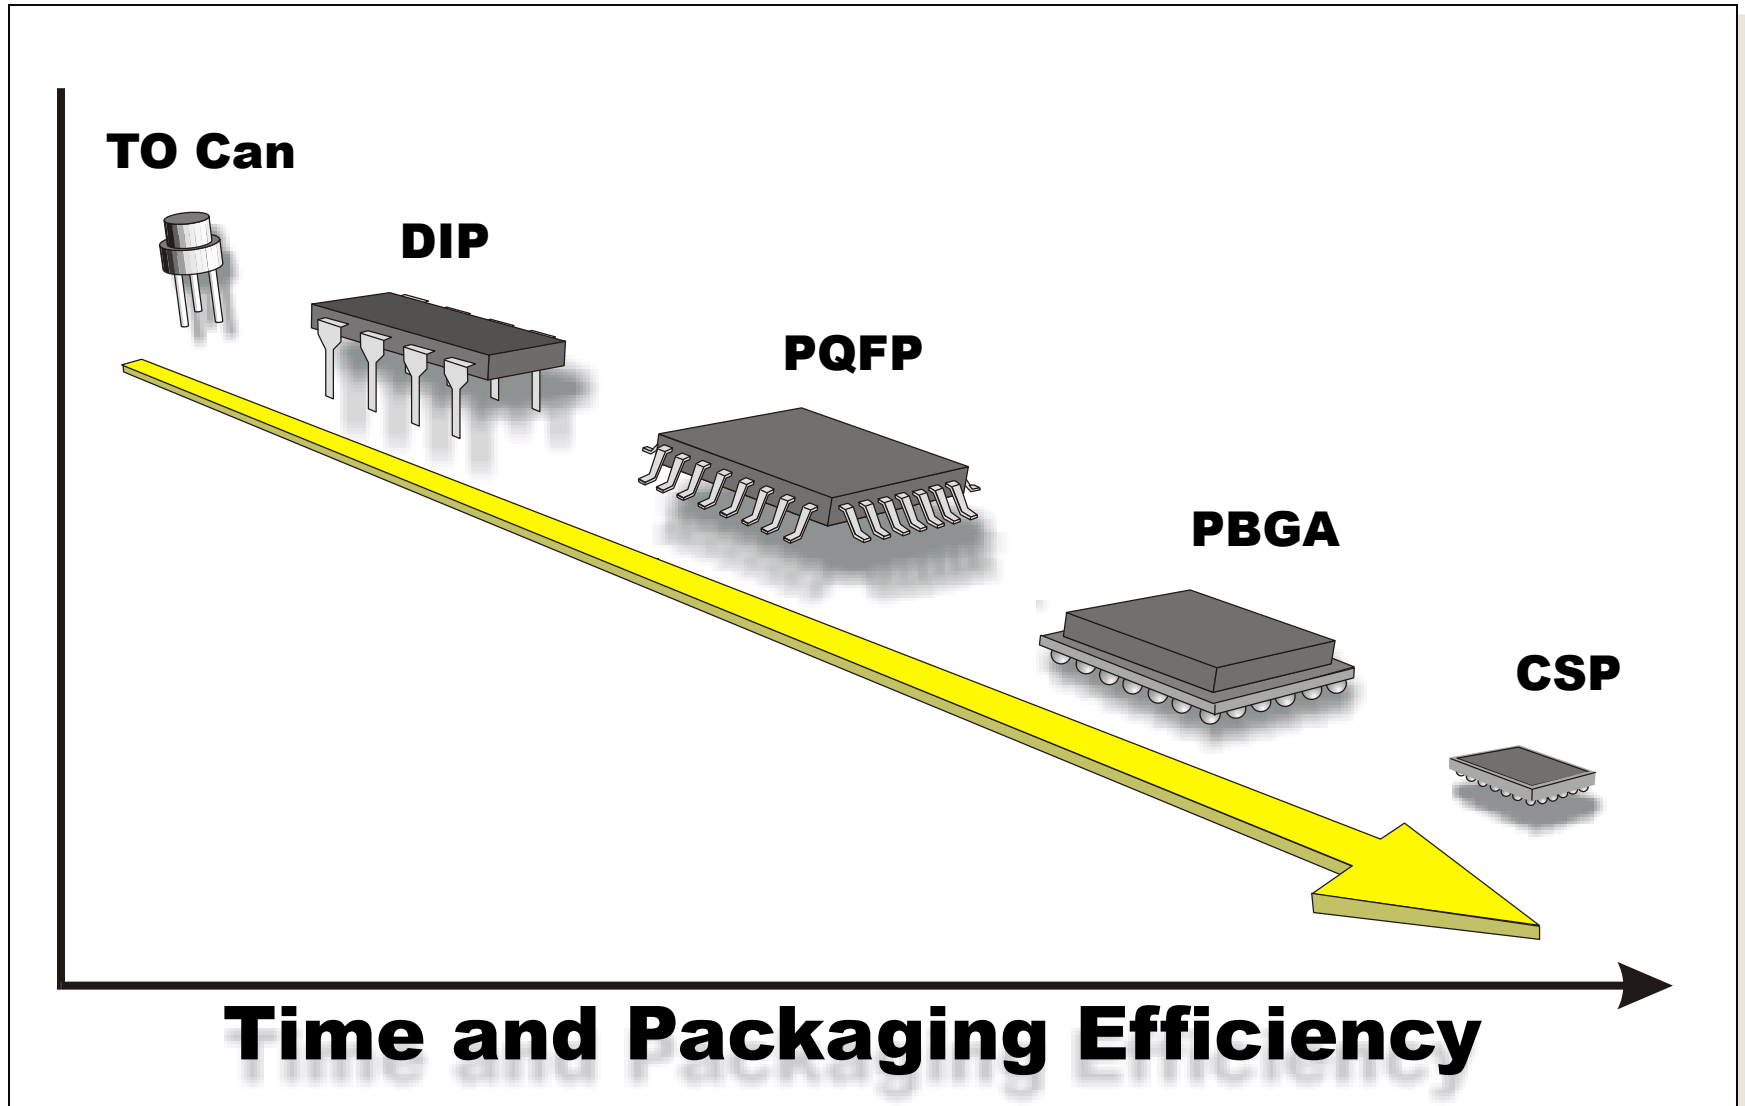 TO Can
DIP
PQFP
PBGA
CSP
Time and Packaging Efficiency